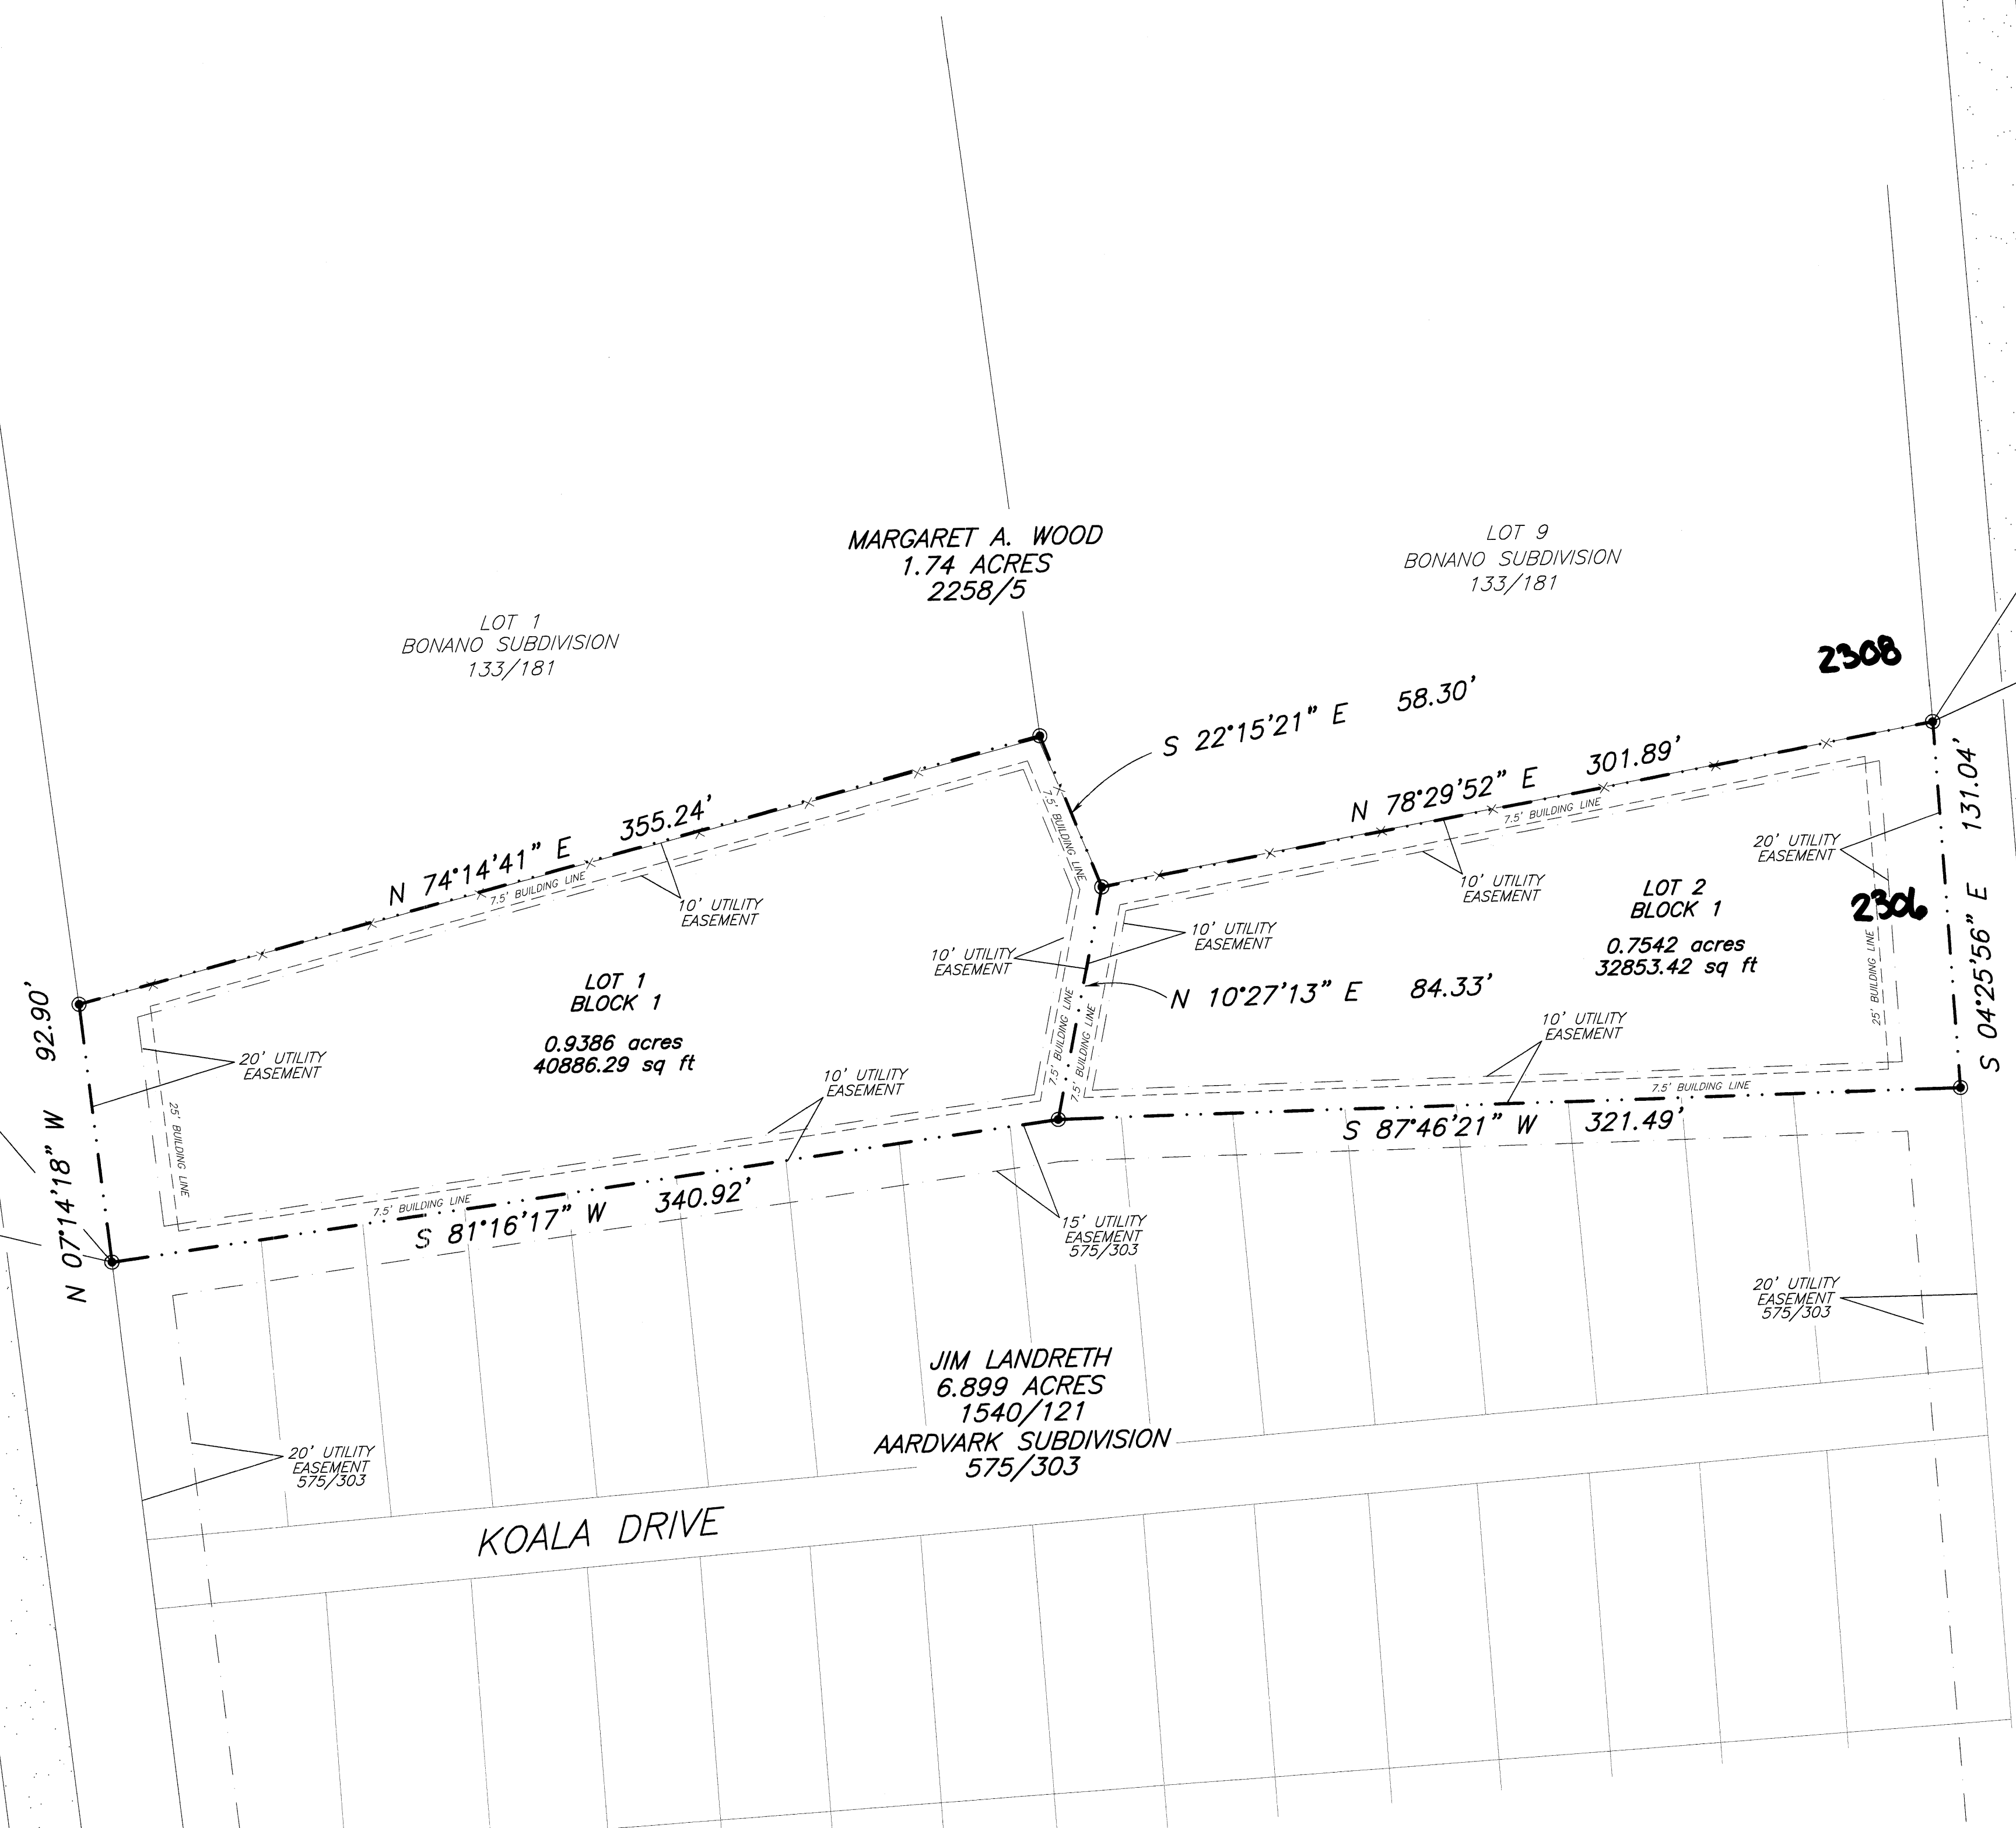 MARGARET A. WOOD
1.74 ACRES
2258/5
LOT 9
BONANO SUBDIVISION
133/181
LOT 1
BONANO SUBDIVISION
133/181
2308
S 22°15'21" E 58.30'
N 78°29'52" E 301.89'
7.5' BUILDING LINE
N 74°14'41" E 355.24'
7.5' BUILDING LINE
7.5' BUILDING LINE
10' UTILITY
EASEMENT
10' UTILITY
EASEMENT
20' UTILITY
EASEMENT
S 04°25'56" E 131.04'
LOT 2
BLOCK 1
0.7542 acres
32853.42 sq ft
2306
25' BUILDING LINE
10' UTILITY
EASEMENT
10' UTILITY
EASEMENT
N 10°27'13" E 84.33'
LOT 1
BLOCK 1
0.9386 acres
40886.29 sq ft
N 07°14'18" W 92.90'
20' UTILITY
EASEMENT
25' BUILDING LINE
10' UTILITY
EASEMENT
7.5' BUILDING LINE
7.5' BUILDING LINE
10' UTILITY
EASEMENT
7.5' BUILDING LINE
S 87°46'21" W 321.49'
7.5' BUILDING LINE
S 81°16'17" W 340.92'
15' UTILITY
EASEMENT
575/303
20' UTILITY
EASEMENT
575/303
JIM LANDRETH
6.899 ACRES
1540/121
AARDVARK SUBDIVISION
575/303
20' UTILITY
EASEMENT
575/303
KOALA DRIVE